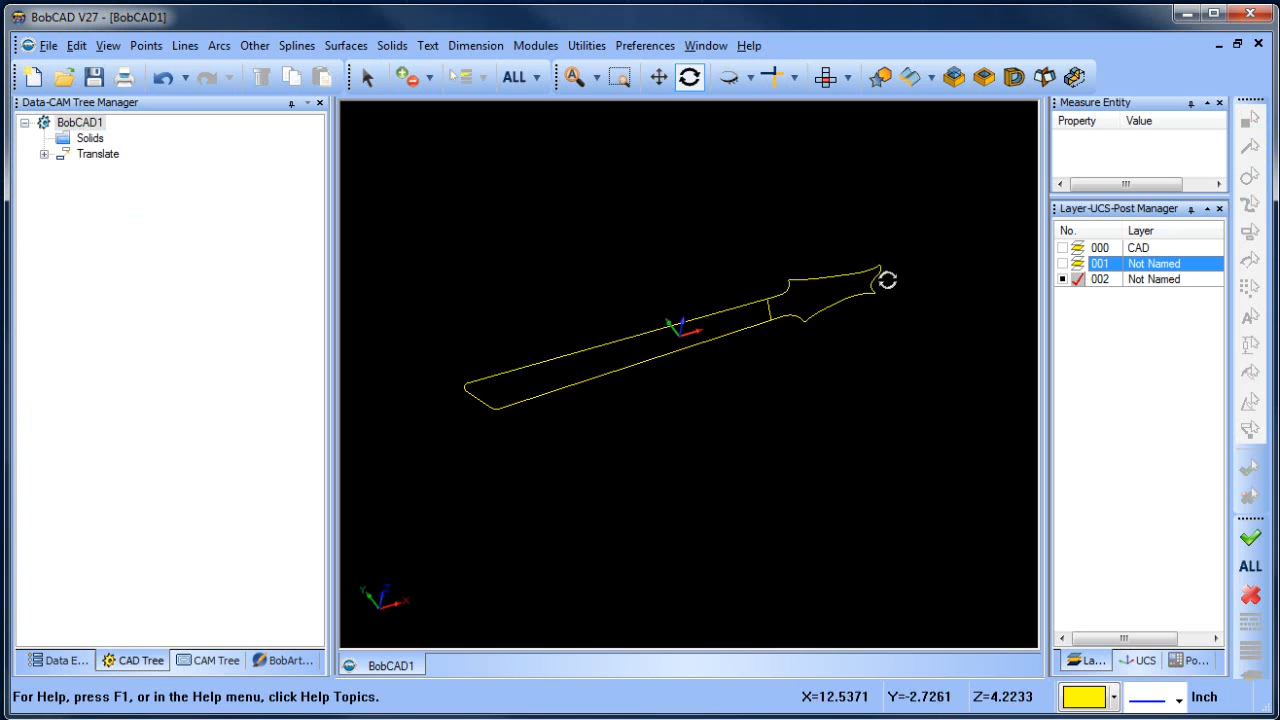 BobCAD V27 - [BobCAD1]
File Edit View Points Lines Arcs Other Splines Surfaces Solids Text Dimension Modules Utilities Preferences Window Help
ALL
Data-CAM Tree Manager
BobCAD1
Solids
Translate
Measure Entity
Property Value
Layer-UCS-Post Manager
No. Layer
000 CAD
001 Not Named
002 Not Named
ALL
Y Z X
Data E... CAD Tree CAM Tree BobArt...
BobCAD1
La... UCS Po...
For Help, press F1, or in the Help menu, click Help Topics.
X=12.5371 Y=-2.7261 Z=4.2233 Inch